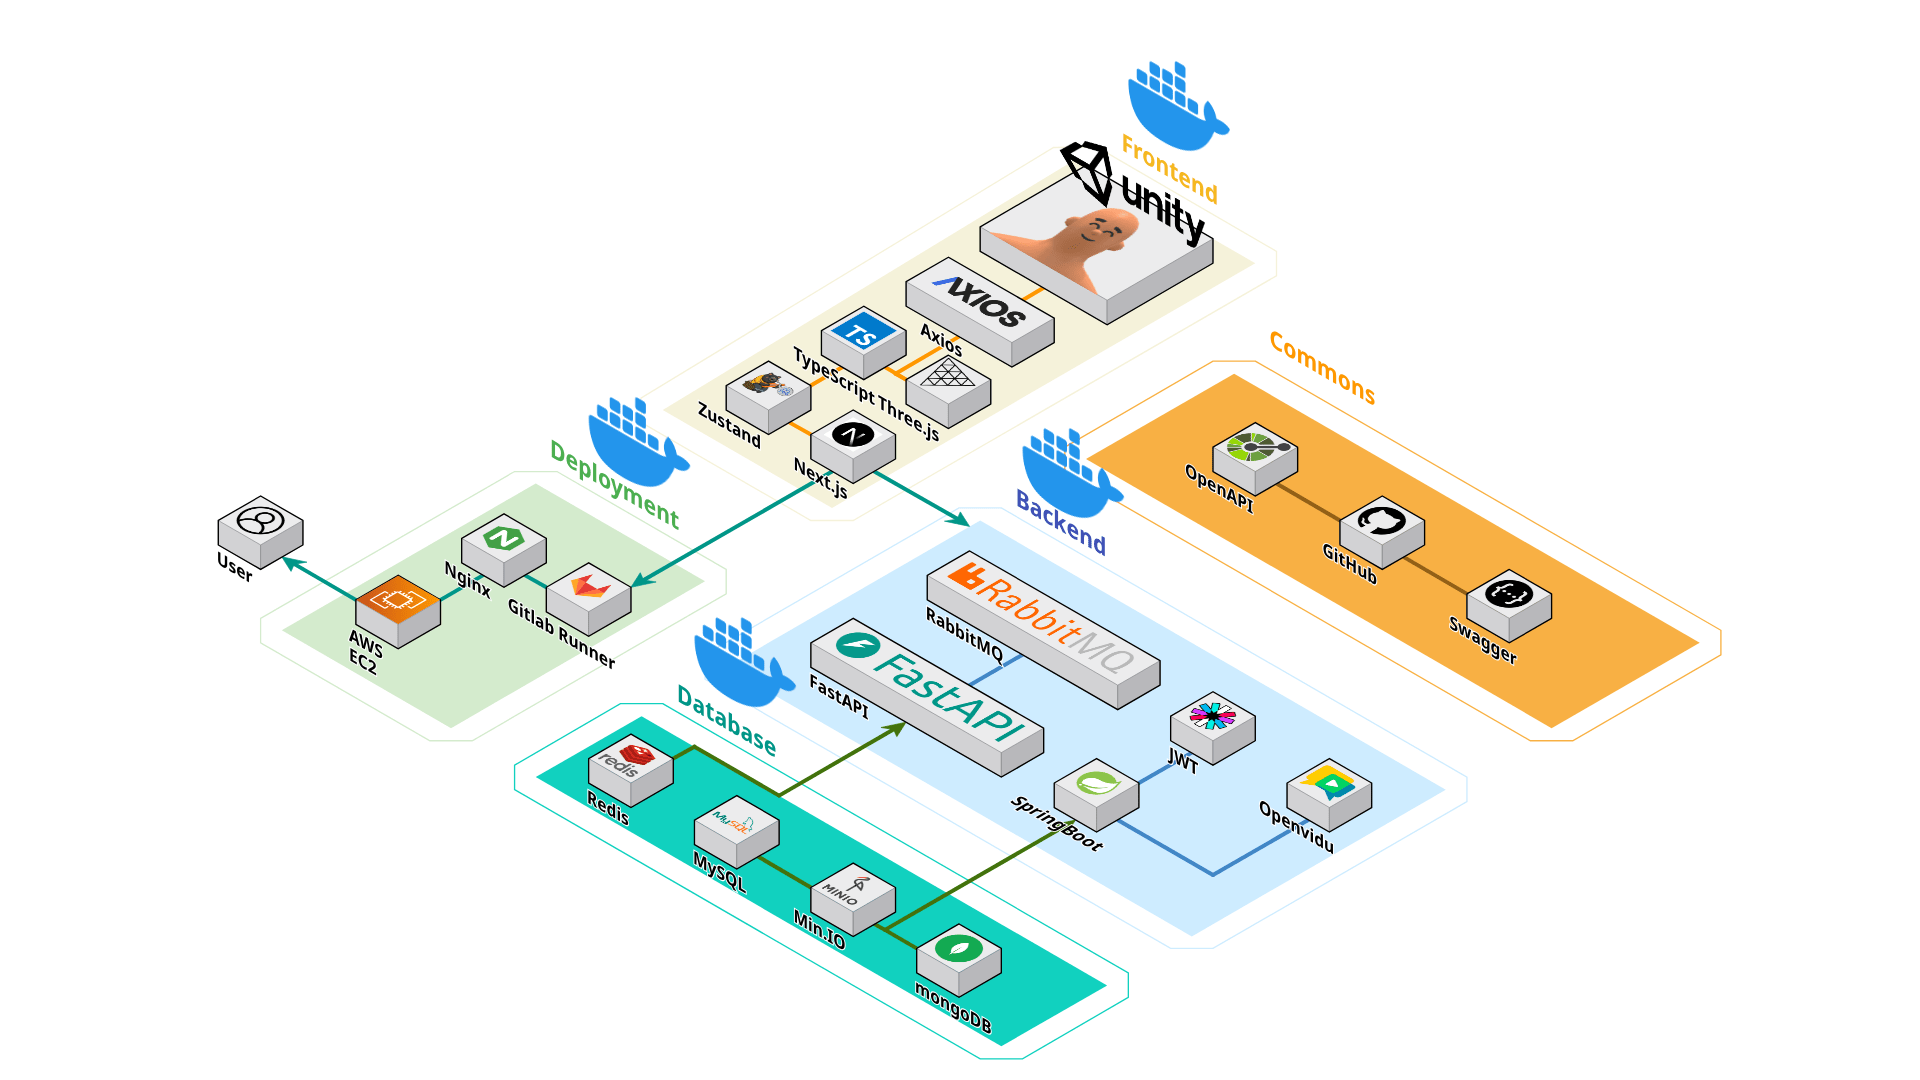 Frontend
unity
AXIOS
Axios
TS
TypeScript
Three.js
Zustand
N
Next.js
Commons
OpenAPI
GitHub
Swagger
Deployment
User
N
Nginx
Gitlab Runner
AWS
EC2
Backend
RabbitMQ
RabbitMQ
FastAPI
FastAPI
JWT
SpringBoot
Openvidu
Database
redis
Redis
MySQL
MySQL
MINIO
Min.IO
mongoDB